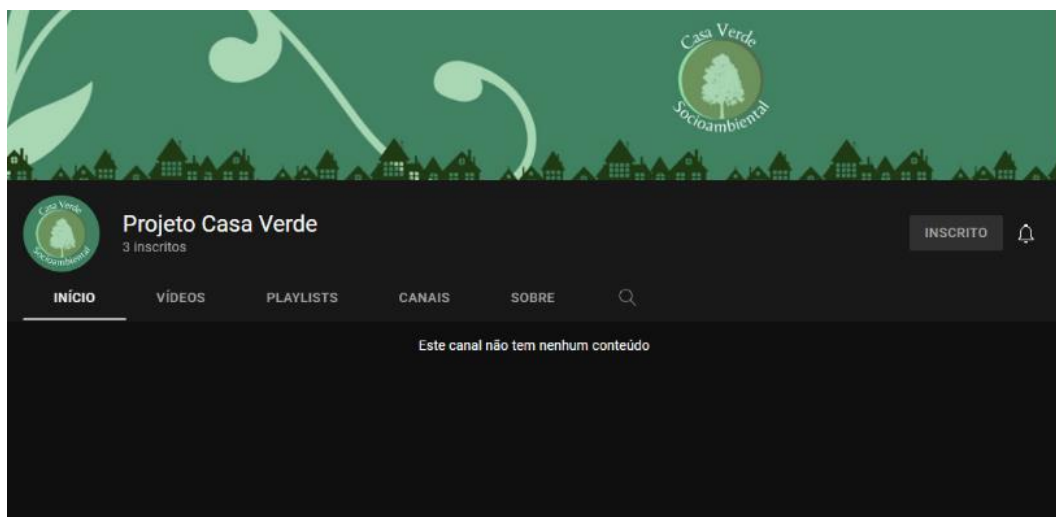 Casa Verde
Socioambiental
Casa Verde
Socioambiental
Projeto Casa Verde
3 inscritos
INSCRITO
INÍCIO VÍDEOS PLAYLISTS CANAIS SOBRE
Este canal não tem nenhum conteúdo